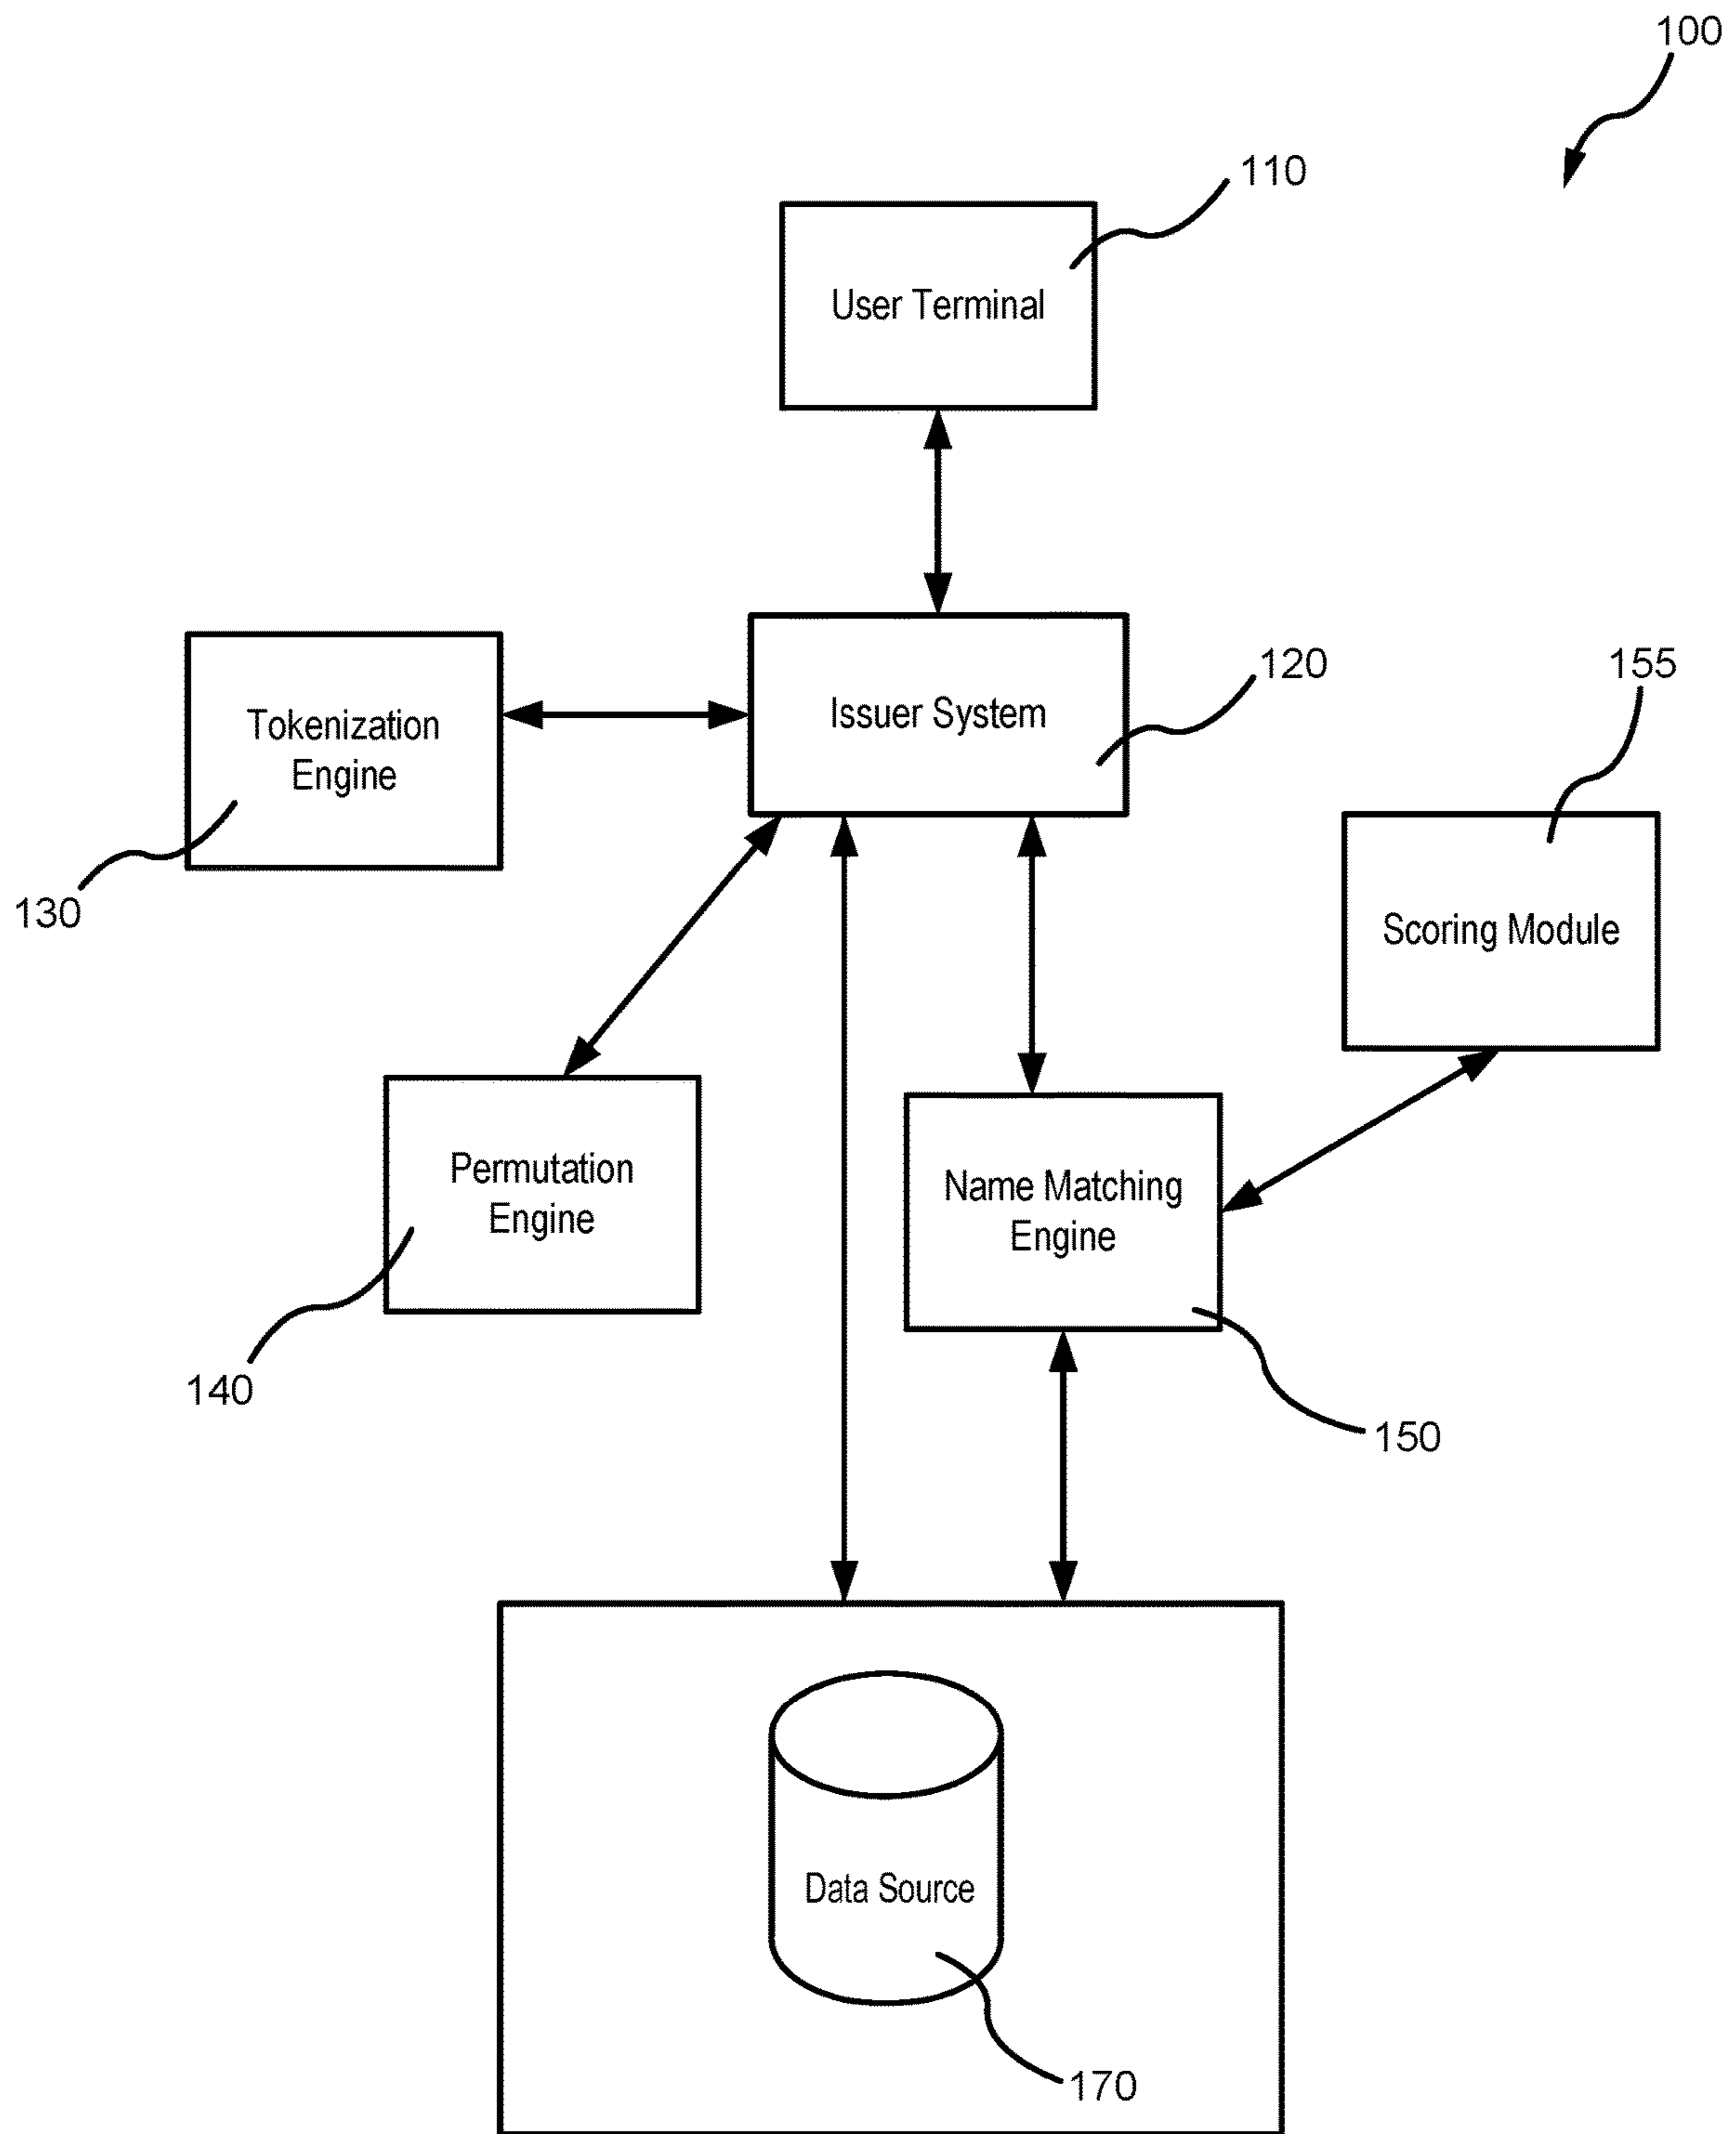 100
110
User Terminal
120
155
Issuer System
Tokenization
Engine
130
Scoring Module
Permutation
Engine
Name Matching
Engine
140
150
Data Source
170